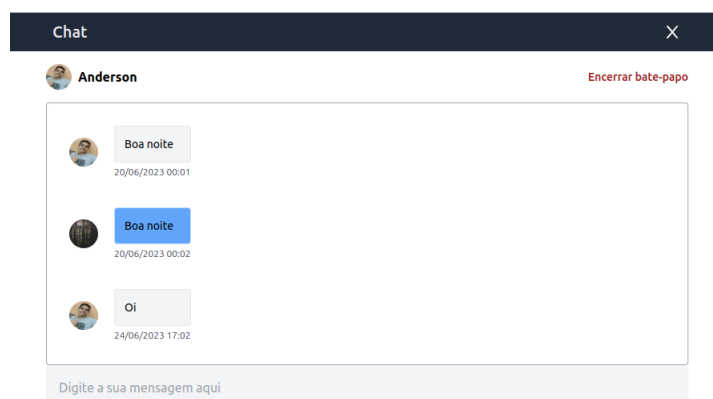 Chat
Anderson
Encerrar bate-papo
Boa noite
20/06/2023 00:01
Boa noite
20/06/2023 00:02
Oi
24/06/2023 17:02
Digite a sua mensagem aqui